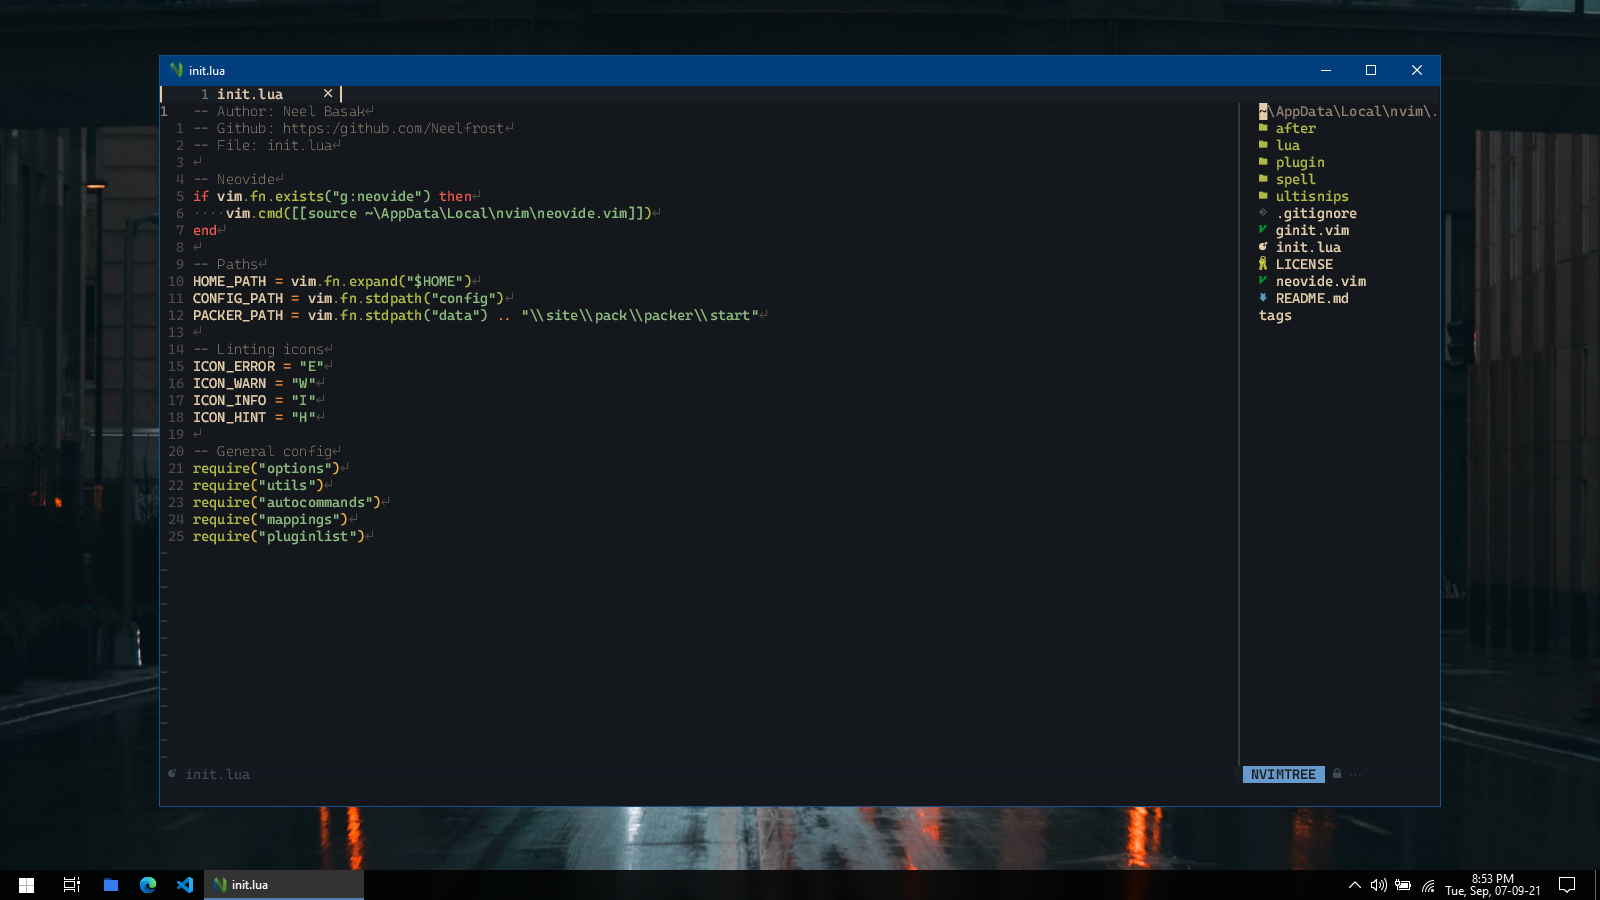 init.lua
1 init.lua ×
1 -- Author: Neel Basak
1 -- Github: https:/github.com/Neelfrost
2 -- File: init.lua
3
4 -- Neovide
5 if vim.fn.exists("g:neovide") then
6 ····vim.cmd([[source ~\AppData\Local\nvim\neovide.vim]])
7 end
8
9 -- Paths
10 HOME_PATH = vim.fn.expand("$HOME")
11 CONFIG_PATH = vim.fn.stdpath("config")
12 PACKER_PATH = vim.fn.stdpath("data") .. "\\site\\pack\\packer\\start"
13
14 -- Linting icons
15 ICON_ERROR = "E"
16 ICON_WARN = "W"
17 ICON_INFO = "I"
18 ICON_HINT = "H"
19
20 -- General config
21 require("options")
22 require("utils")
23 require("autocommands")
24 require("mappings")
25 require("pluginlist")
~\AppData\Local\nvim\.
after
lua
plugin
spell
ultisnips
.gitignore
ginit.vim
init.lua
LICENSE
neovide.vim
README.md
tags
init.lua
NVIMTREE ...
init.lua
8:53 PM
Tue, Sep, 07-09-21